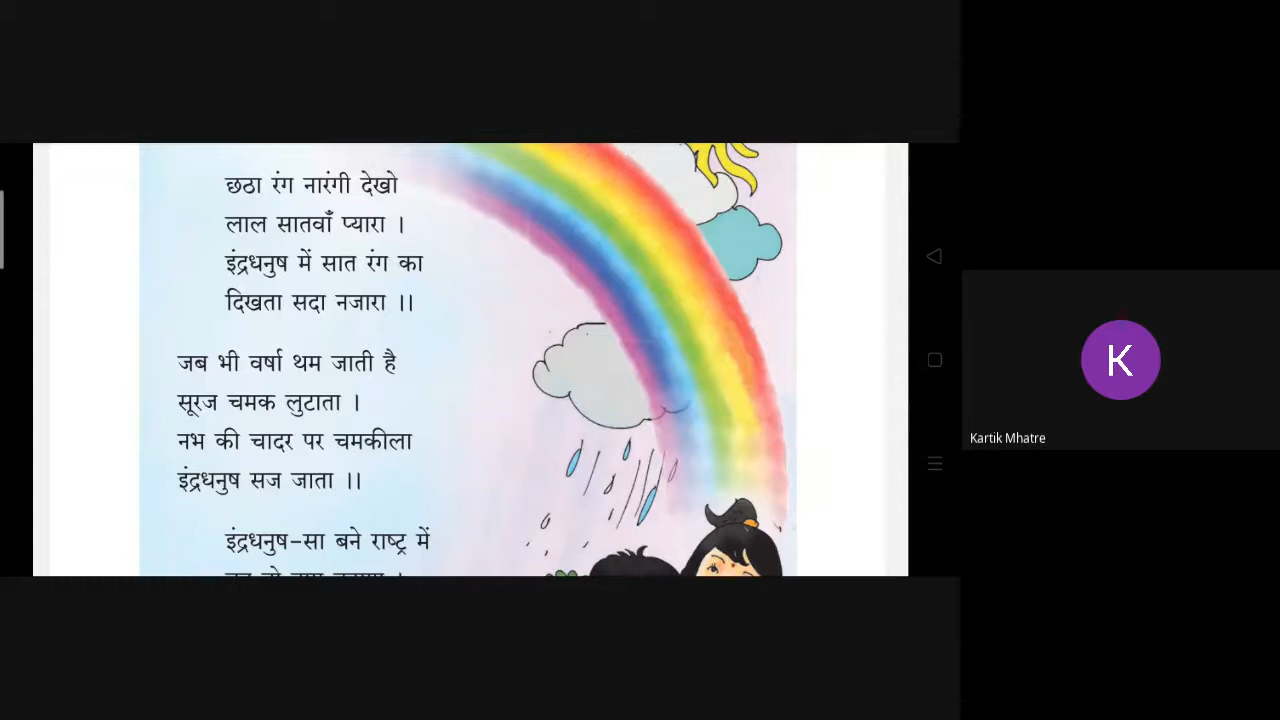 छठा रंग नारंगी देखो
लाल सातवाँ प्यारा ।
इंद्रधनुष में सात रंग का
दिखता सदा नजारा ।।
जब भी वर्षा थम जाती है
सूरज चमक लुटाता ।
नभ की चादर पर चमकीला
इंद्रधनुष सज जाता ।।
इंद्रधनुष-सा बने राष्ट्र में
K
Kartik Mhatre